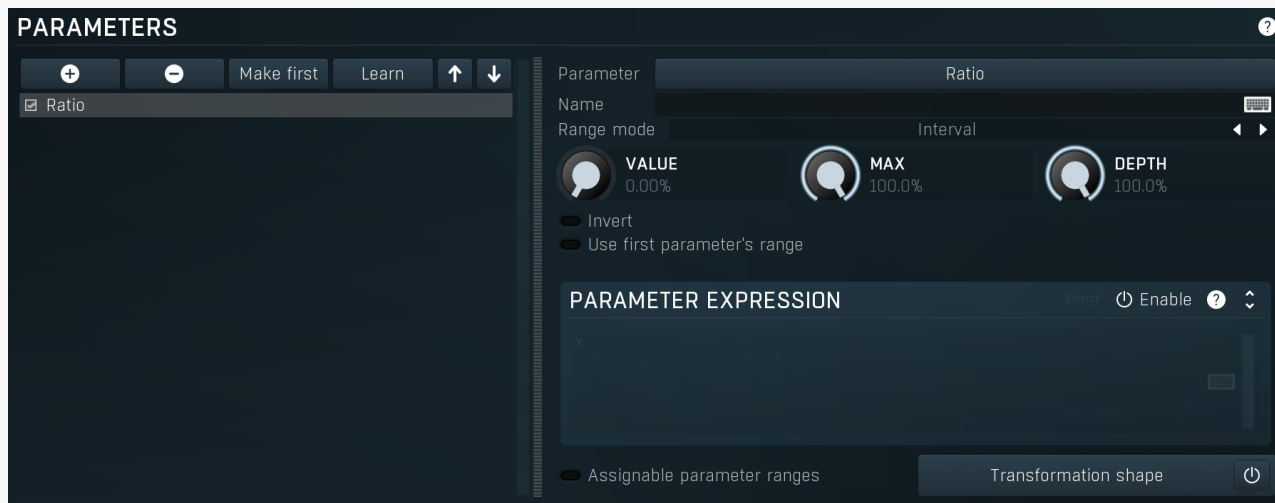 PARAMETERS
?
Make first Learn
Ratio
Parameter Ratio
Name
Range mode Interval
VALUE
0.00%
MAX
100.0%
DEPTH
100.0%
Invert
Use first parameter's range
PARAMETER EXPRESSION Post Enable ?
x
Assignable parameter ranges Transformation shape